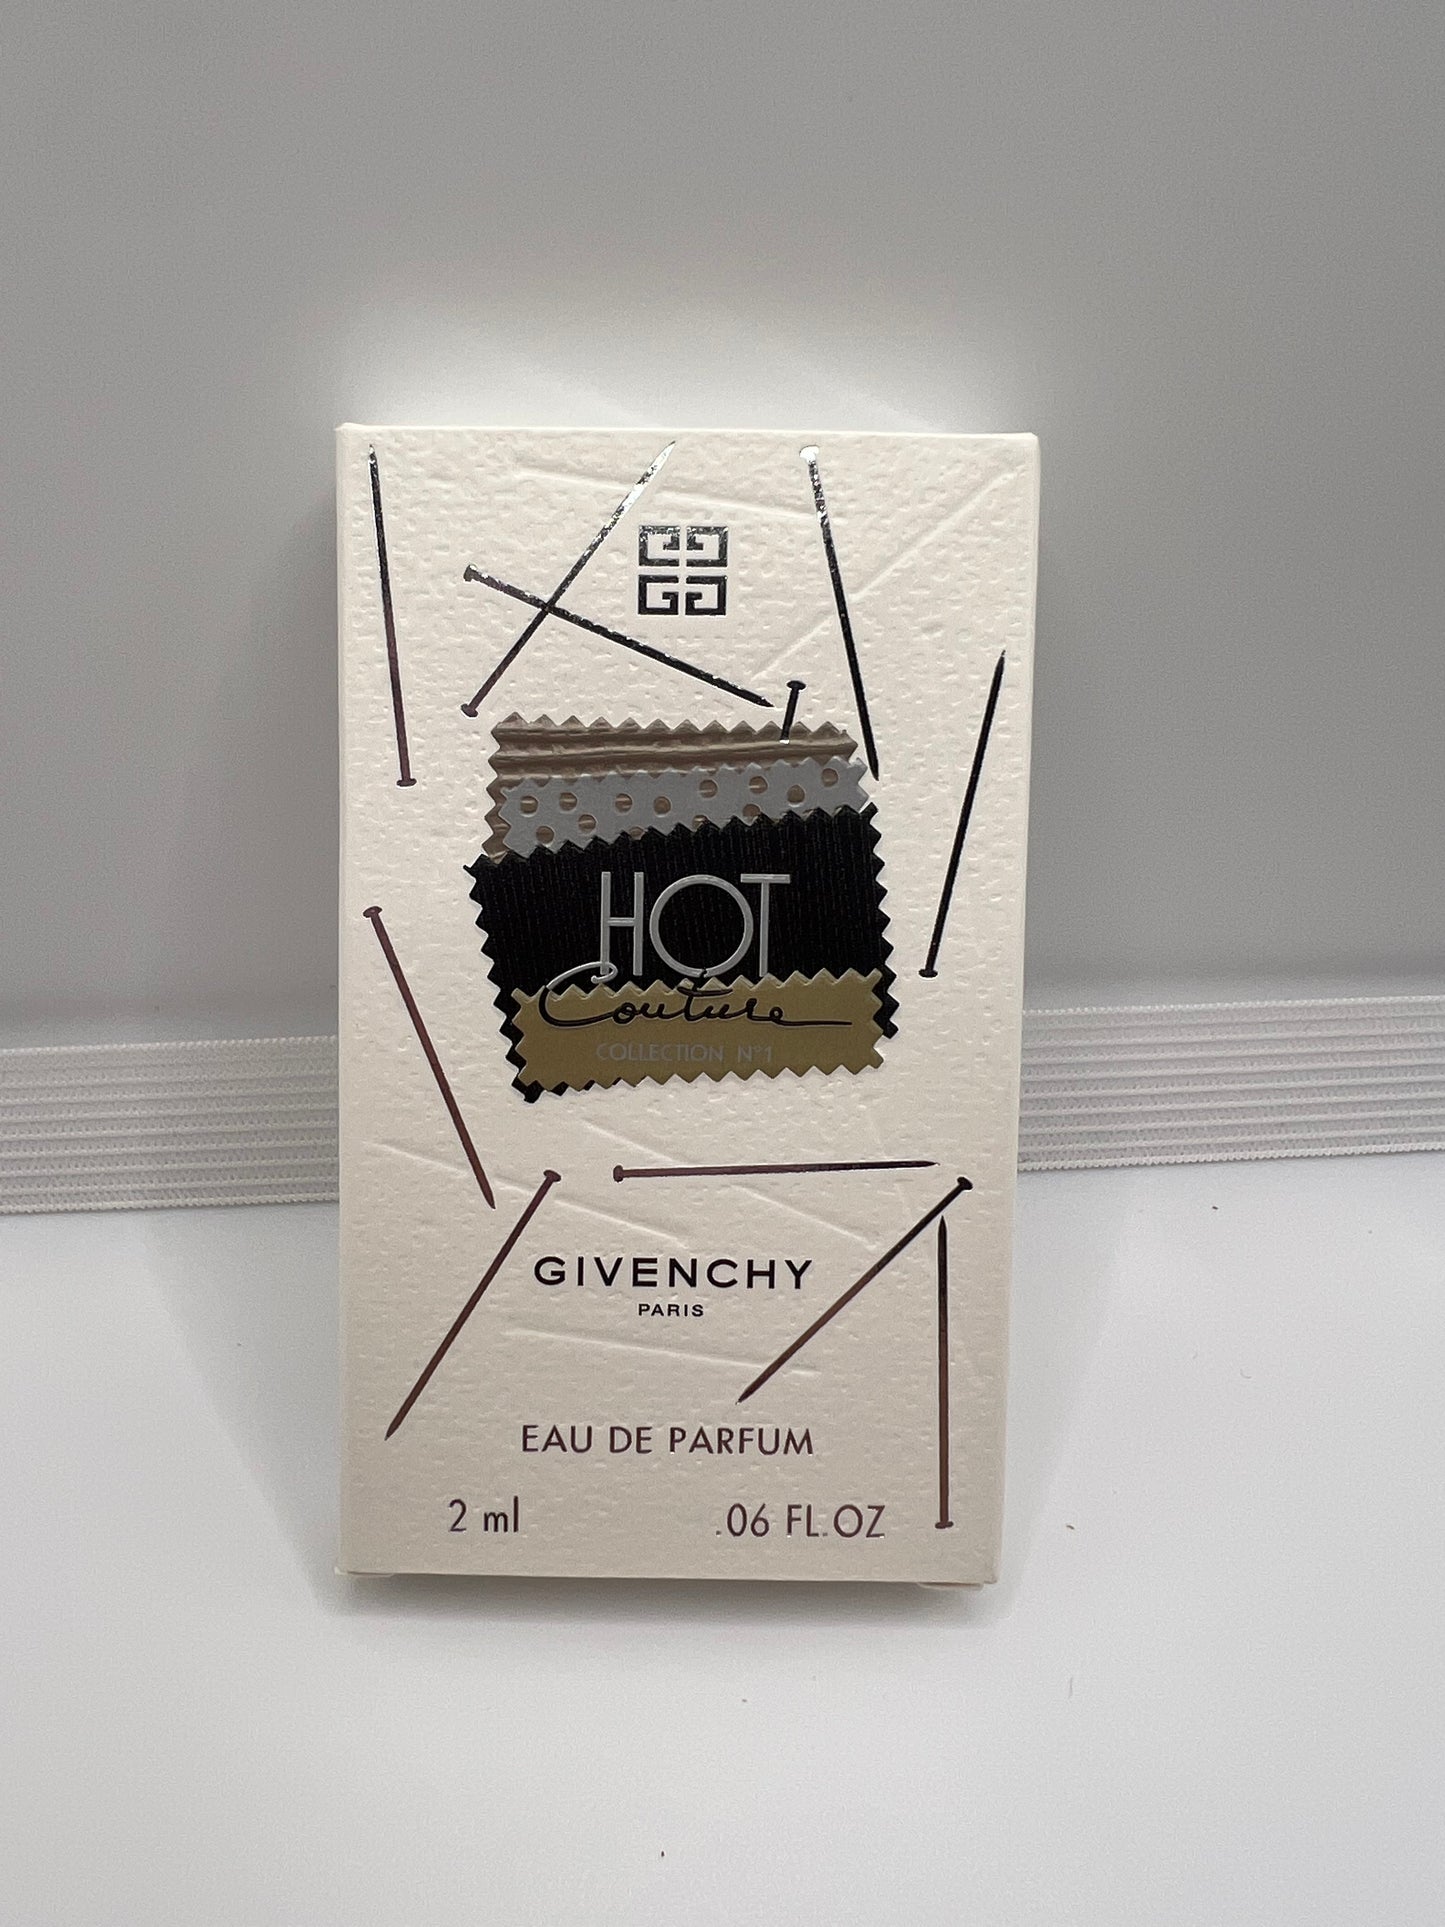 HOT
Couture
COLLECTION N°1
GIVENCHY
PARIS
EAU DE PARFUM
2 ml .06 FL.OZ